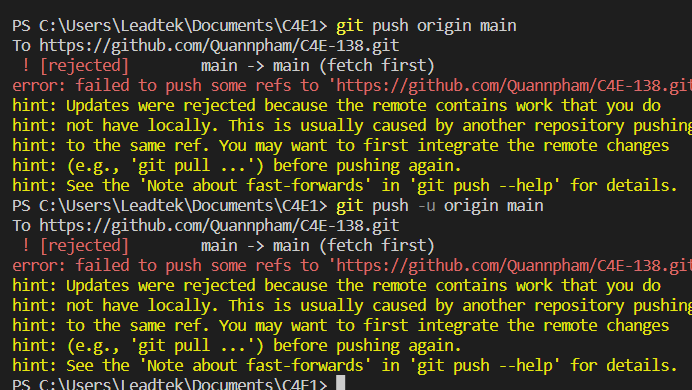 PS C:\Users\Leadtek\Documents\C4E1> git push origin main
To https://github.com/Quannpham/C4E-138.git
 ! [rejected]        main -> main (fetch first)
error: failed to push some refs to 'https://github.com/Quannpham/C4E-138.git
hint: Updates were rejected because the remote contains work that you do
hint: not have locally. This is usually caused by another repository pushing
hint: to the same ref. You may want to first integrate the remote changes
hint: (e.g., 'git pull ...') before pushing again.
hint: See the 'Note about fast-forwards' in 'git push --help' for details.
PS C:\Users\Leadtek\Documents\C4E1> git push -u origin main
To https://github.com/Quannpham/C4E-138.git
 ! [rejected]        main -> main (fetch first)
error: failed to push some refs to 'https://github.com/Quannpham/C4E-138.git
hint: Updates were rejected because the remote contains work that you do
hint: not have locally. This is usually caused by another repository pushing
hint: to the same ref. You may want to first integrate the remote changes
hint: (e.g., 'git pull ...') before pushing again.
hint: See the 'Note about fast-forwards' in 'git push --help' for details.
PS C:\Users\Leadtek\Documents\C4E1>